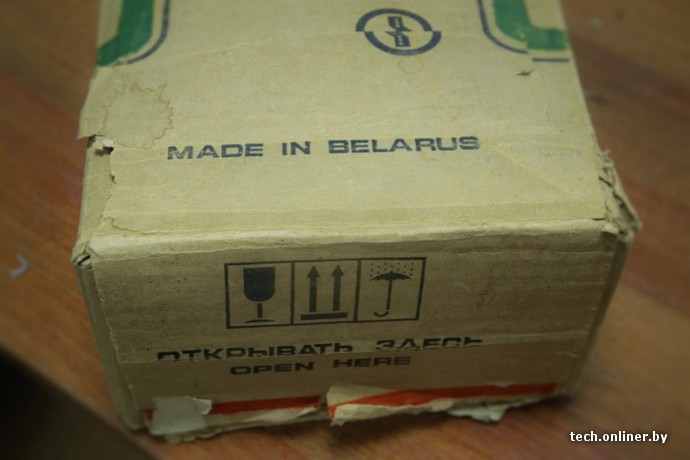 MADE IN BELARUS
ОТКРЫВАТЬ ЗДЕСЬ
OPEN HERE
tech.onliner.by